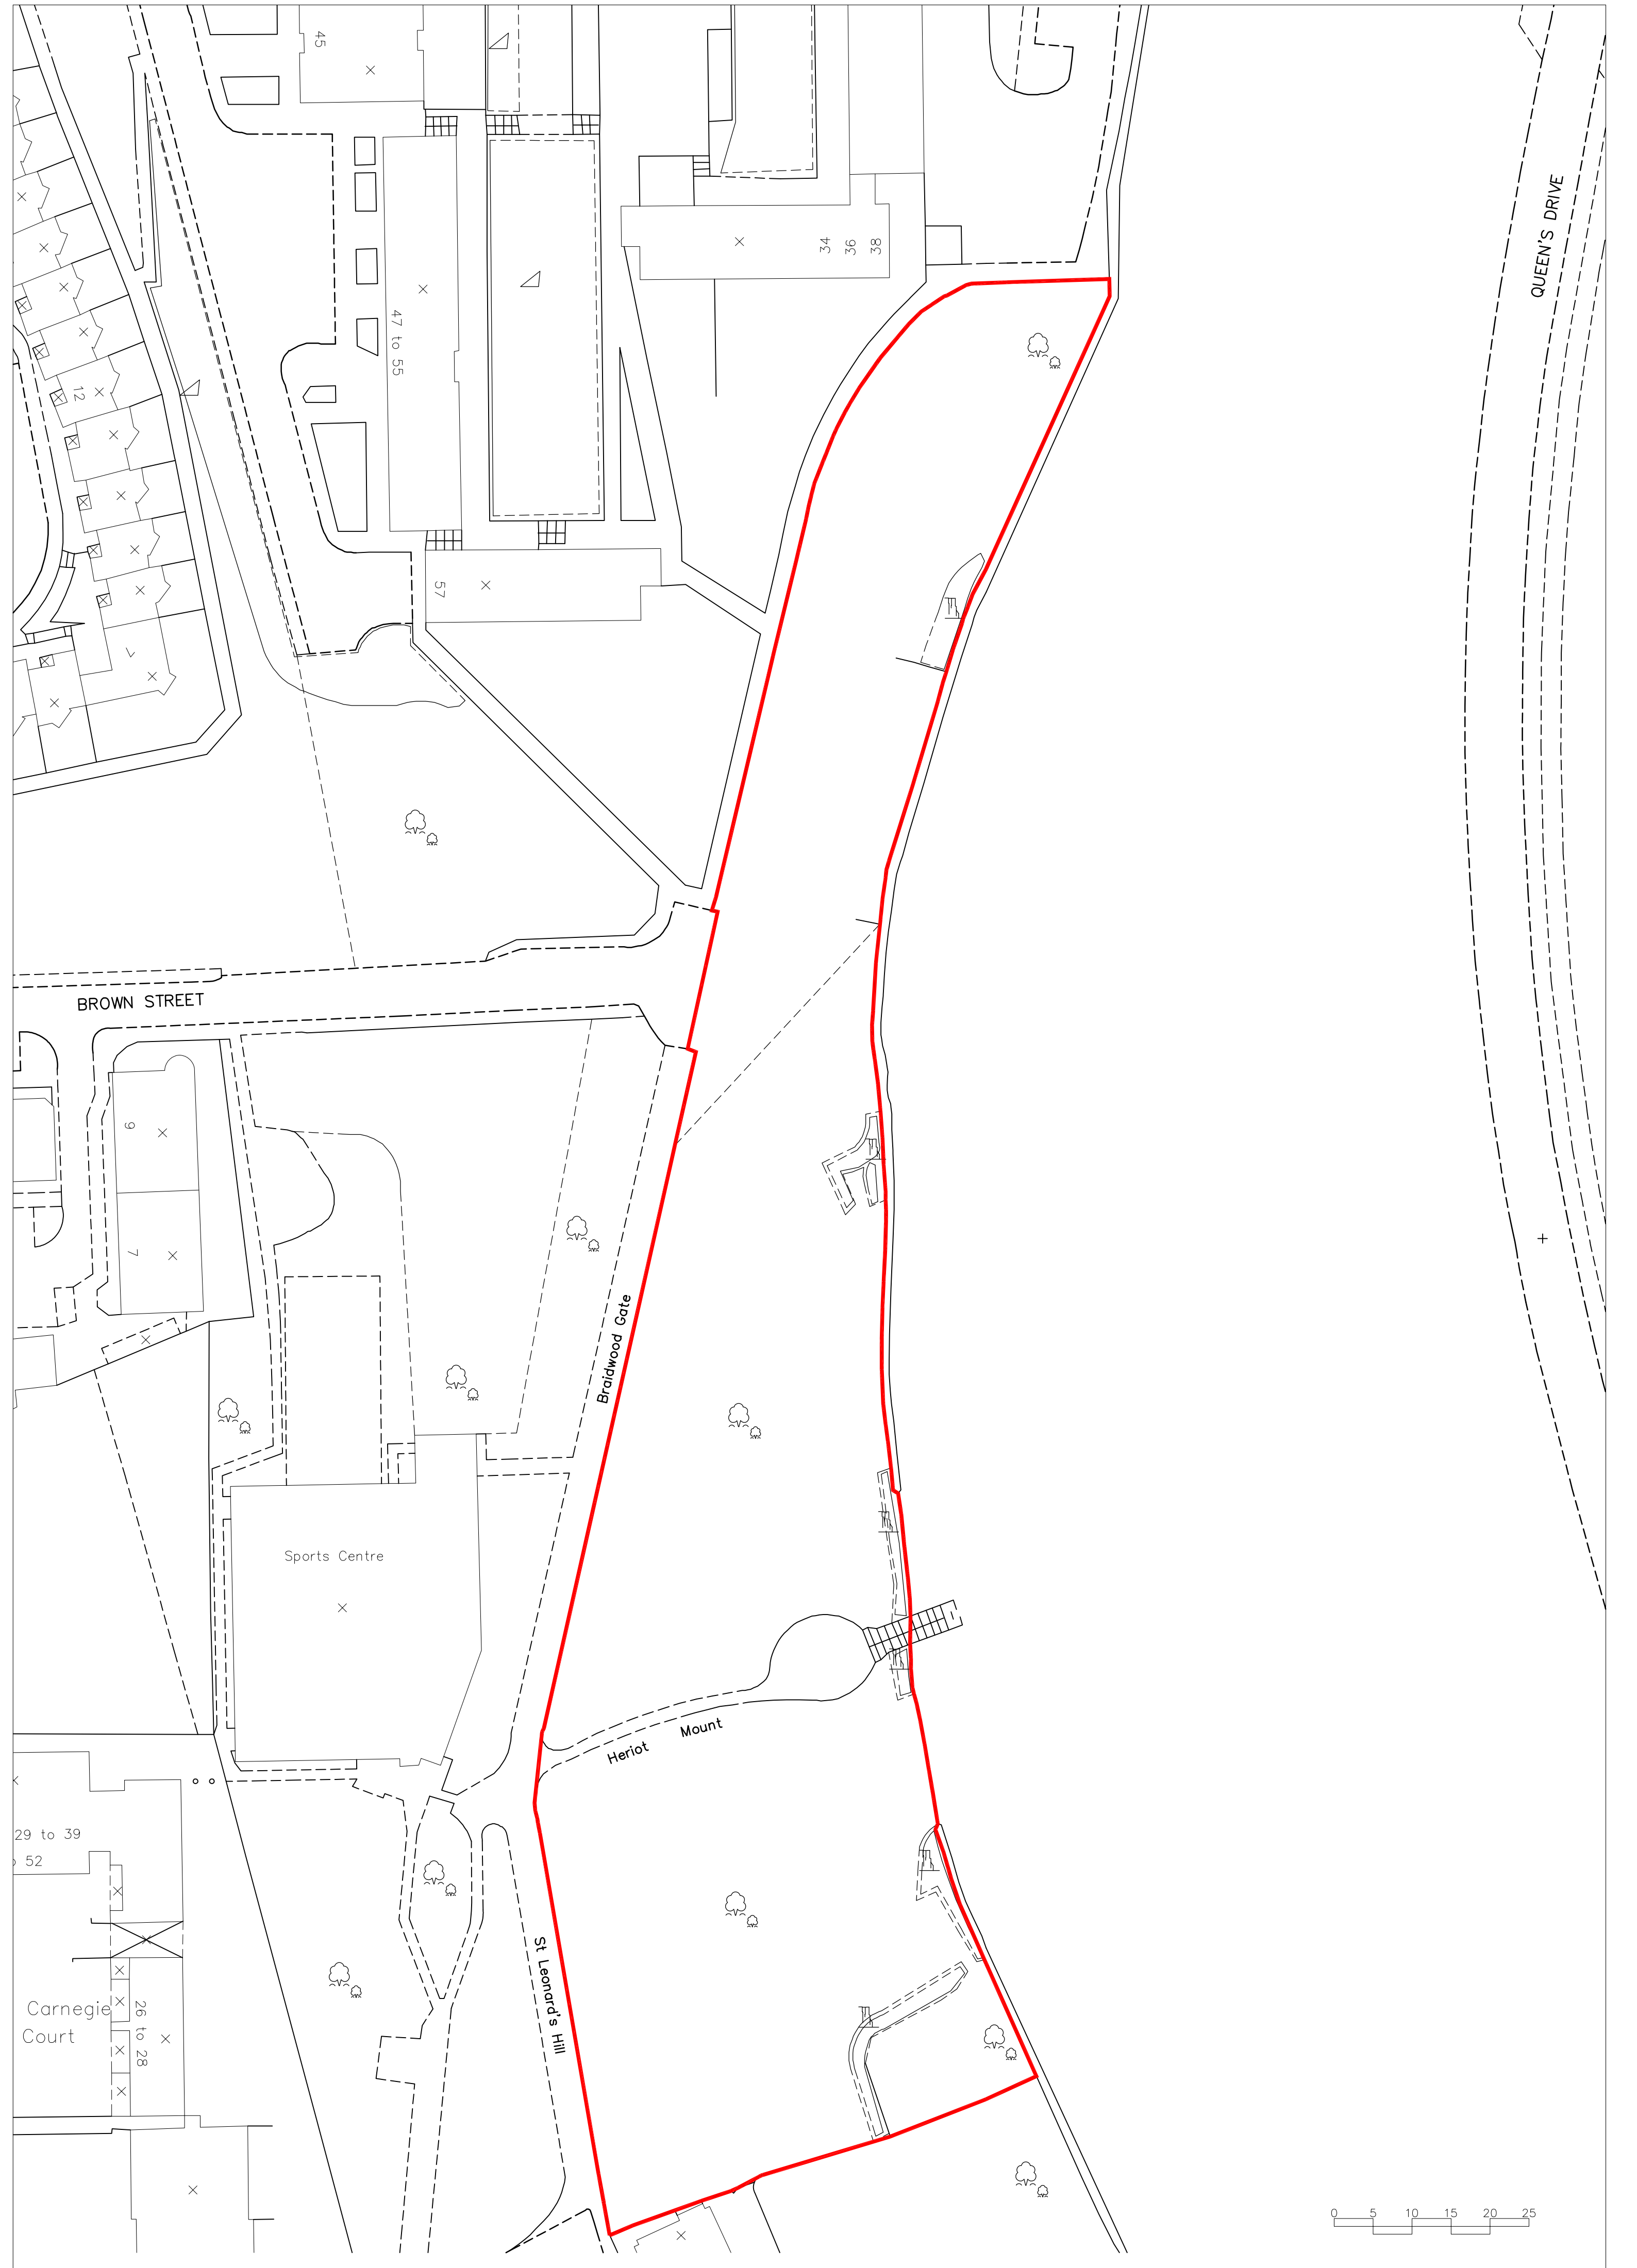 45
34
36
38
QUEEN'S DRIVE
47 to 55
12
57
1
BROWN STREET
9
7
Braidwood Gate
Sports Centre
Heriot Mount
29 to 39
52
St Leonard's Hill
Carnegie
Court
26 to 28
0 5 10 15 20 25